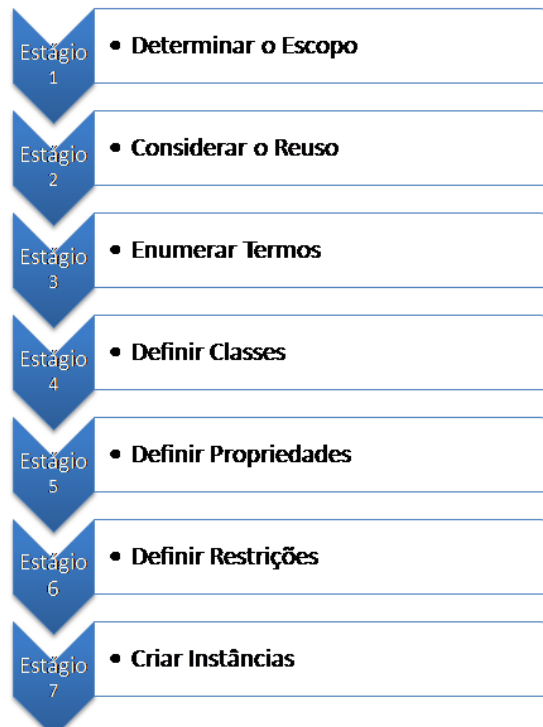 Estágio
1
• Determinar o Escopo
Estágio
2
• Considerar o Reuso
Estágio
3
• Enumerar Termos
Estágio
4
• Definir Classes
Estágio
5
• Definir Propriedades
Estágio
6
• Definir Restrições
Estágio
7
• Criar Instâncias